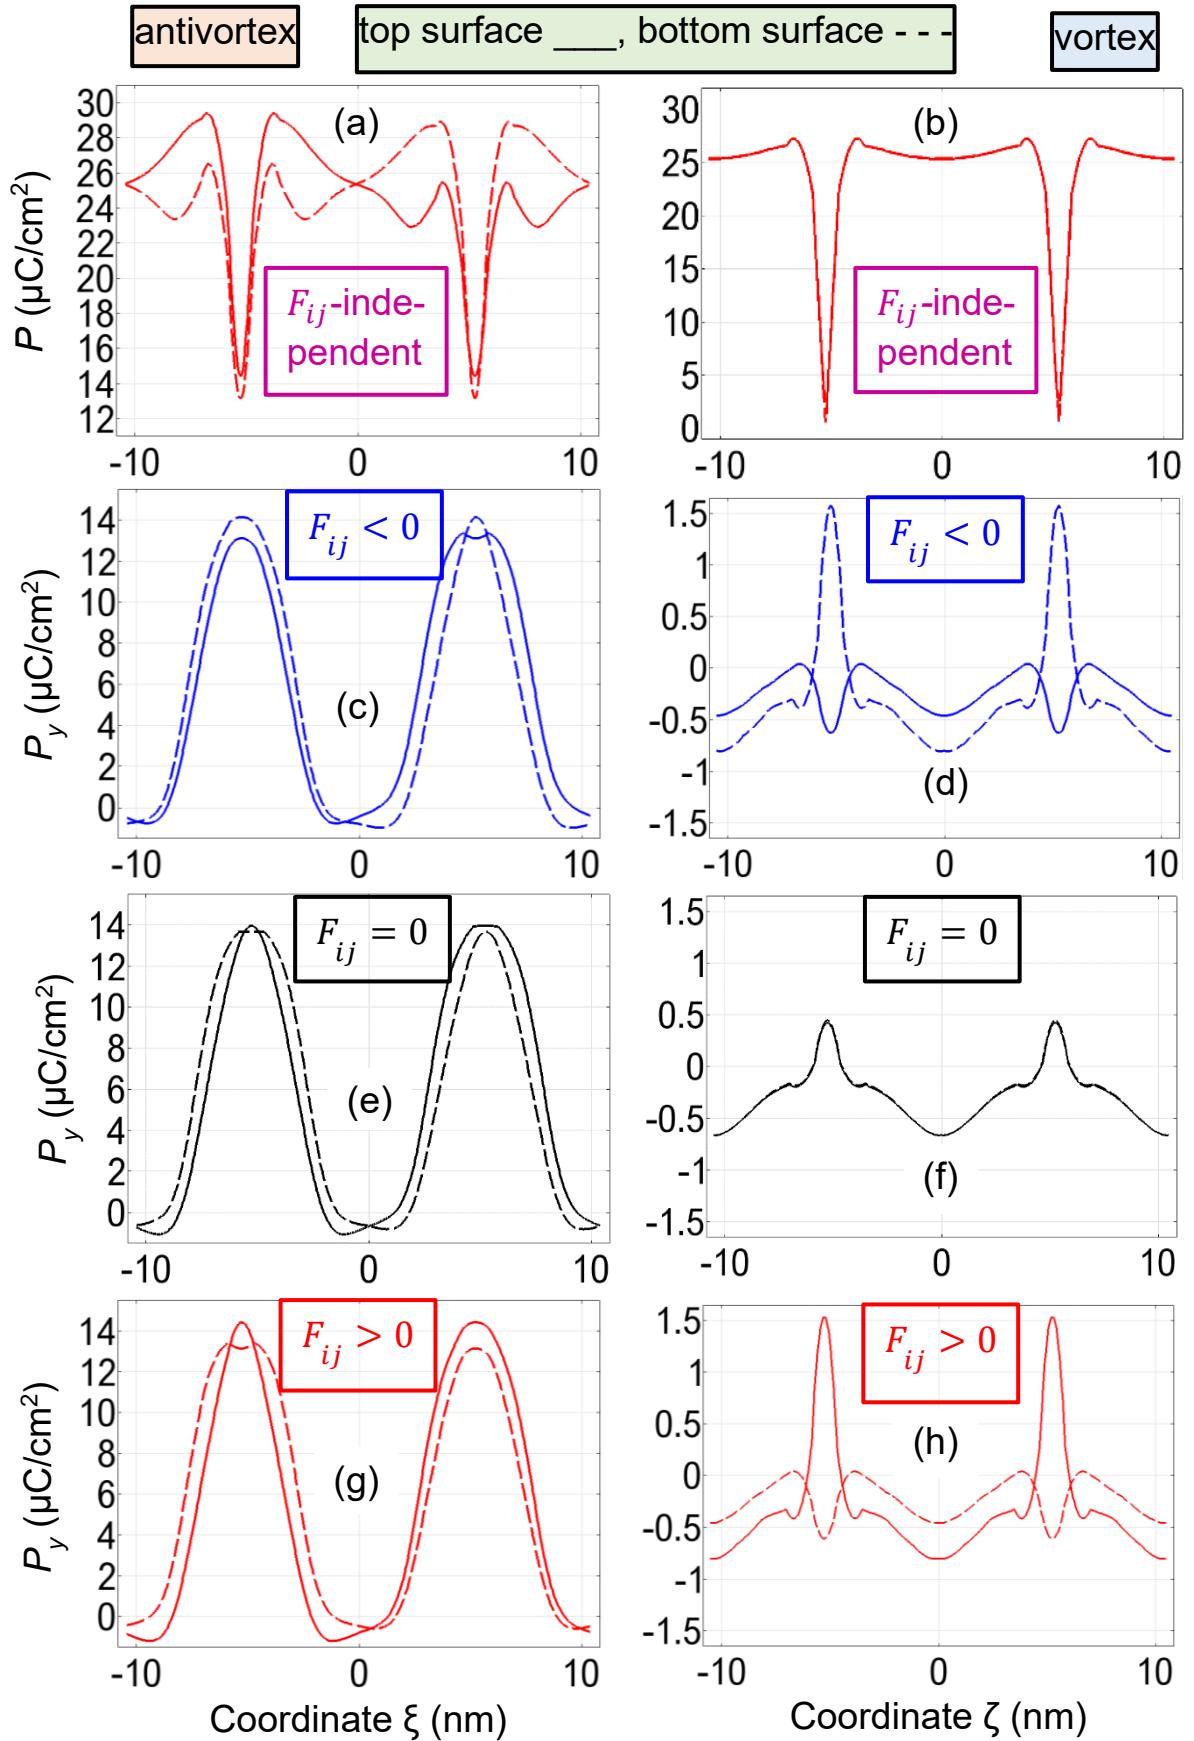 antivortex
top surface ___, bottom surface - - -
vortex
P (µC/cm²)
30
28
26
24
22
20
18
16
14
12
(a)
F_ij-inde-
pendent
-10 0 10
30
25
20
15
10
5
0
(b)
F_ij-inde-
pendent
-10 0 10
P_y (µC/cm²)
14
12
10
8
6
4
2
0
F_ij < 0
(c)
-10 0 10
1.5
1
0.5
0
-0.5
-1
-1.5
F_ij < 0
(d)
-10 0 10
P_y (µC/cm²)
14
12
10
8
6
4
2
0
F_ij = 0
(e)
-10 0 10
1.5
1
0.5
0
-0.5
-1
-1.5
F_ij = 0
(f)
-10 0 10
P_y (µC/cm²)
14
12
10
8
6
4
2
0
F_ij > 0
(g)
-10 0 10
Coordinate ξ (nm)
1.5
1
0.5
0
-0.5
-1
-1.5
F_ij > 0
(h)
-10 0 10
Coordinate ζ (nm)